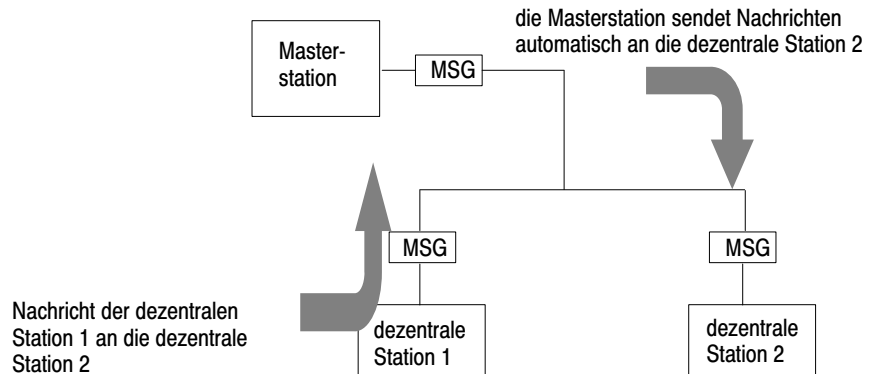 die Masterstation sendet Nachrichten
automatisch an die dezentrale Station 2
Master-
station
MSG
MSG
MSG
Nachricht der dezentralen
Station 1 an die dezentrale
Station 2
dezentrale
Station 1
dezentrale
Station 2